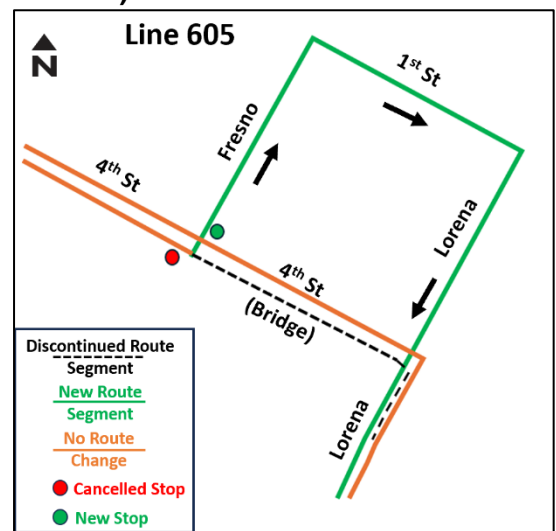 Line 605
N
1st St
Fresno
4th St
Lorena
4th St
(Bridge)
Lorena
Discontinued Route
Segment
New Route
Segment
No Route
Change
Cancelled Stop
New Stop